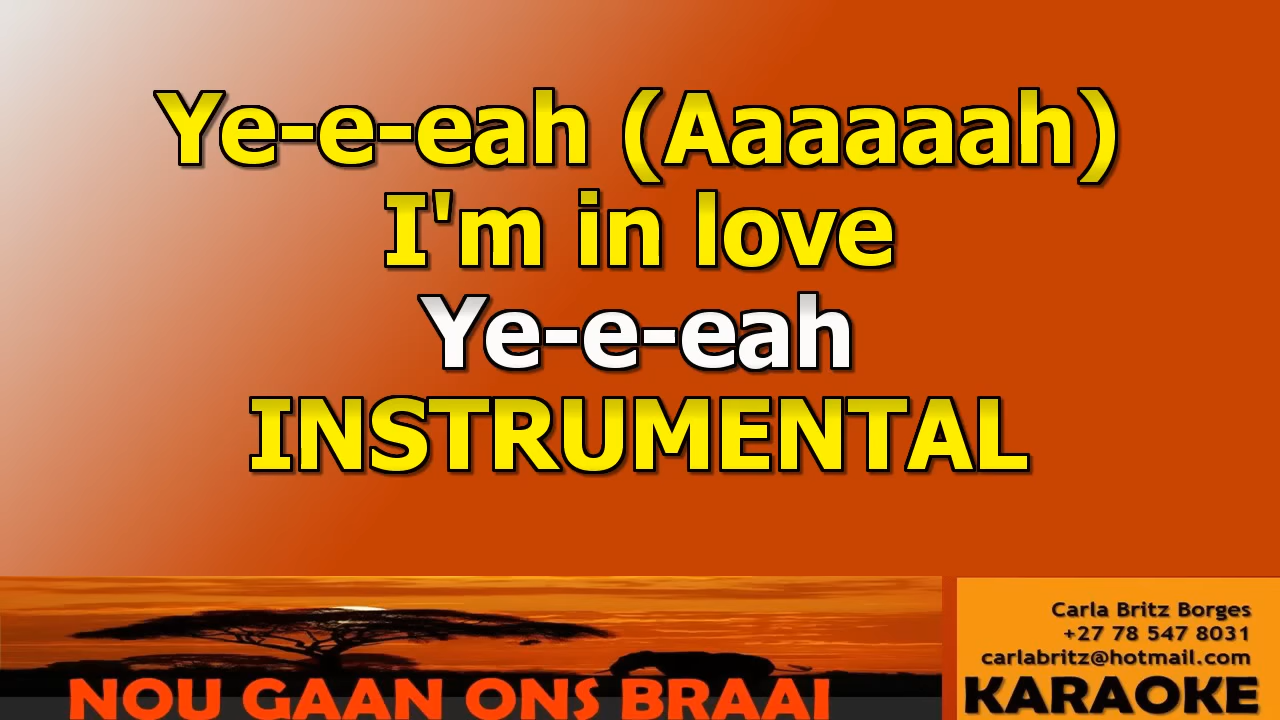 Ye-e-eah (Aaaaaah)
I'm in love
Ye-e-eah
INSTRUMENTAL
NOU GAAN ONS BRAAI
Carla Britz Borges
+27 78 547 8031
carlabritz@hotmail.com
KARAOKE